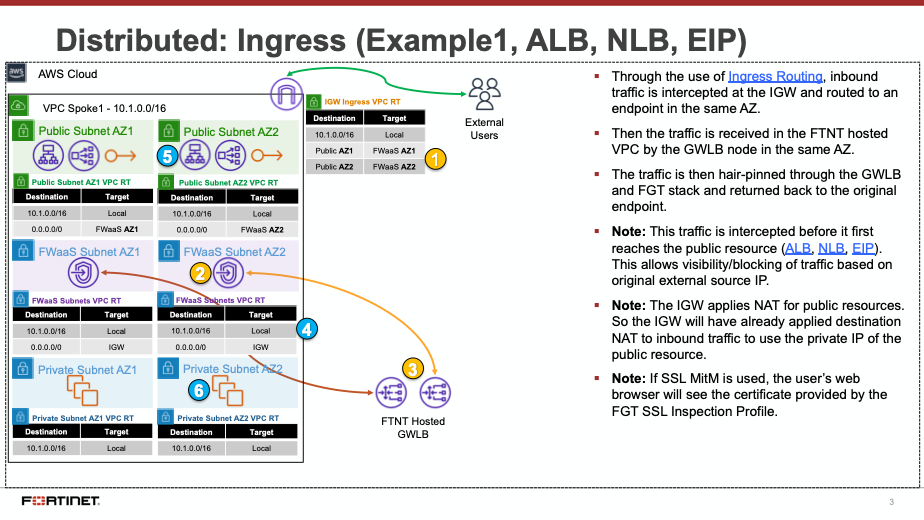 Distributed: Ingress (Example1, ALB, NLB, EIP)
aws
AWS Cloud
VPC Spoke1 - 10.1.0.0/16
Public Subnet AZ1
Public Subnet AZ2
5
Public Subnet AZ1 VPC RT
Destination Target
10.1.0.0/16 Local
0.0.0.0/0 FWaaS AZ1
Public Subnet AZ2 VPC RT
Destination Target
10.1.0.0/16 Local
0.0.0.0/0 FWaaS AZ2
FWaaS Subnet AZ1
FWaaS Subnet AZ2
2
FWaaS Subnets VPC RT
Destination Target
10.1.0.0/16 Local
0.0.0.0/0 IGW
FWaaS Subnets VPC RT
Destination Target
10.1.0.0/16 Local
0.0.0.0/0 IGW
4
Private Subnet AZ1
Private Subnet AZ2
6
Private Subnet AZ1 VPC RT
Destination Target
10.1.0.0/16 Local
Private Subnet AZ2 VPC RT
Destination Target
10.1.0.0/16 Local
IGW Ingress VPC RT
Destination Target
10.1.0.0/16 Local
Public AZ1 FWaaS AZ1
Public AZ2 FWaaS AZ2
1
External
Users
3
FTNT Hosted
GWLB
Through the use of Ingress Routing, inbound
traffic is intercepted at the IGW and routed to an
endpoint in the same AZ.
Then the traffic is received in the FTNT hosted
VPC by the GWLB node in the same AZ.
The traffic is then hair-pinned through the GWLB
and FGT stack and returned back to the original
endpoint.
Note: This traffic is intercepted before it first
reaches the public resource (ALB, NLB, EIP).
This allows visibility/blocking of traffic based on
original external source IP.
Note: The IGW applies NAT for public resources.
So the IGW will have already applied destination
NAT to inbound traffic to use the private IP of the
public resource.
Note: If SSL MitM is used, the user's web
browser will see the certificate provided by the
FGT SSL Inspection Profile.
FORTINET
3